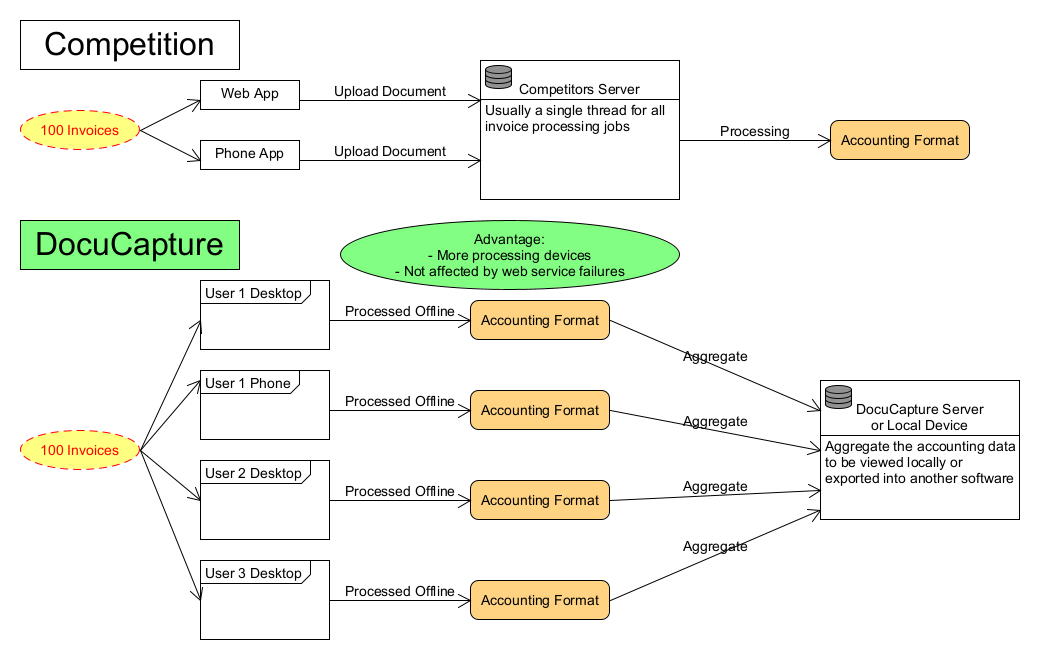 Competition
Web App
Upload Document
Competitors Server
Usually a single thread for all
invoice processing jobs
100 Invoices
Phone App
Upload Document
Processing
Accounting Format
DocuCapture
Advantage:
- More processing devices
- Not affected by web service failures
User 1 Desktop
Processed Offline
Accounting Format
Aggregate
User 1 Phone
Processed Offline
Accounting Format
Aggregate
100 Invoices
User 2 Desktop
Processed Offline
Accounting Format
Aggregate
User 3 Desktop
Processed Offline
Accounting Format
Aggregate
DocuCapture Server
or Local Device
Aggregate the accounting data
to be viewed locally or
exported into another software